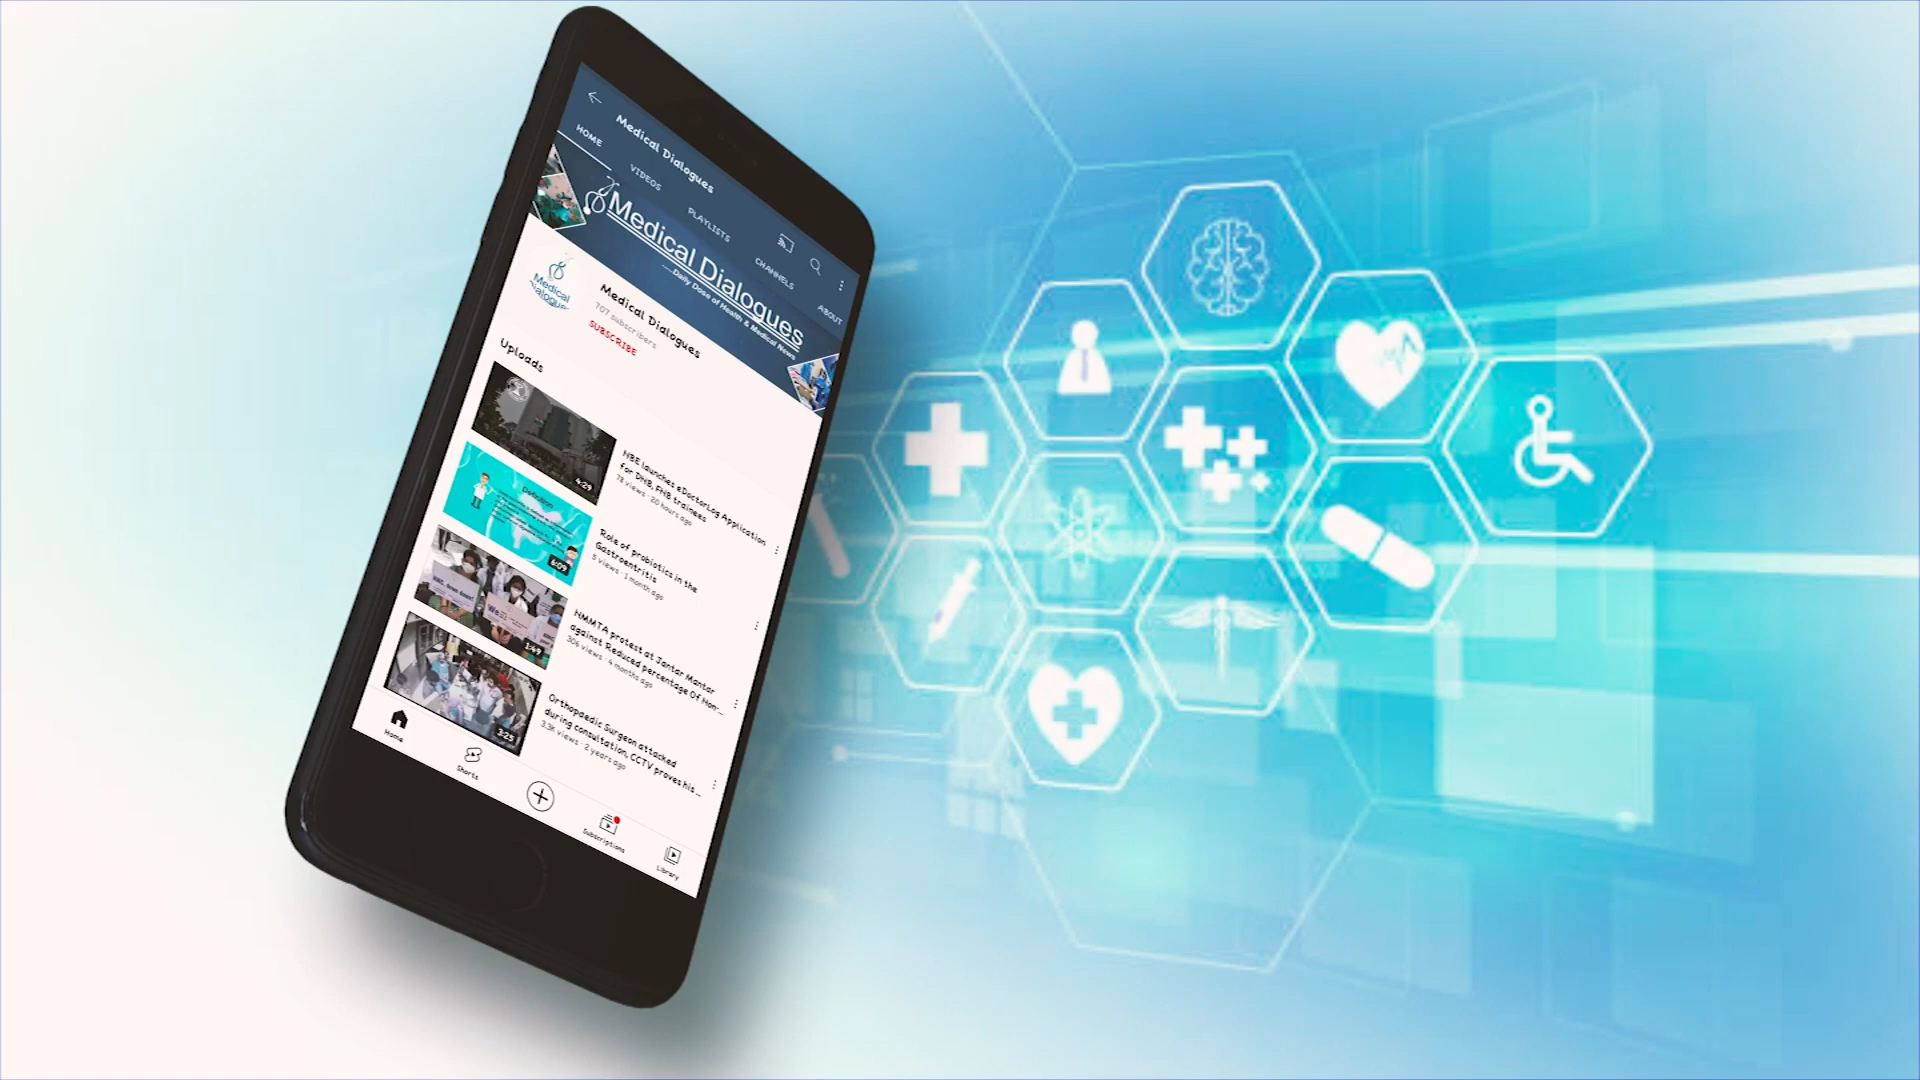 Medical Dialogues
HOME
VIDEOS
PLAYLISTS
CHANNELS
ABOUT
Medical Dialogues
.....Daily Dose of Health & Medical News
Medical
Dialogues
Medical Dialogues
707 subscribers
SUBSCRIBE
Uploads
4:29
NBE launches eDoctorLog Application
for DNB, FNB trainees
78 views · 20 hours ago
Definition
6:09
Role of probiotics in the
Gastroentritis
5 views · 1 month ago
1:49
NMMTA protest at Jantar Mantar
against Reduced percentage Of Non-...
306 views · 4 months ago
3:25
Orthopaedic Surgeon attacked
during consultation, CCTV proves his ...
3.3K views · 2 years ago
Home
Shorts
Subscriptions
Library